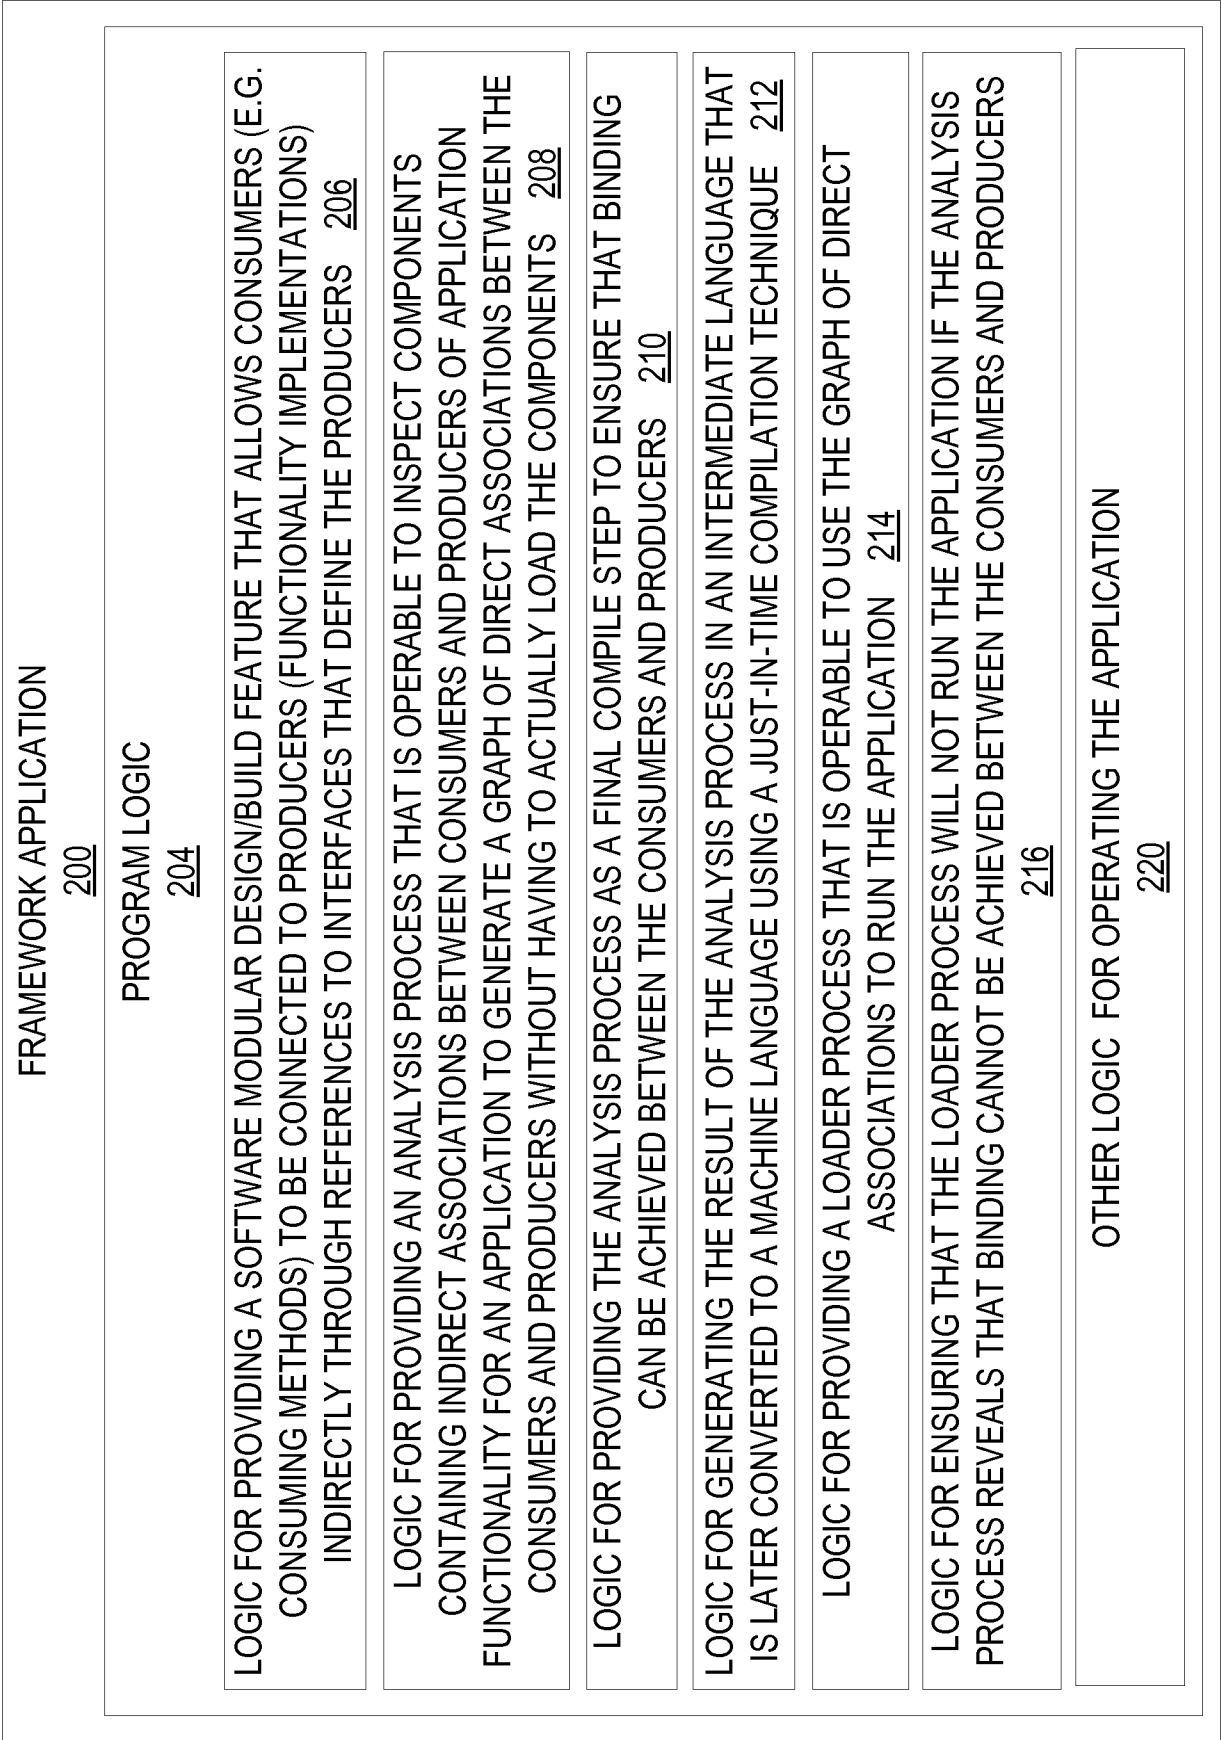 FRAMEWORK APPLICATION
200
PROGRAM LOGIC
204
LOGIC FOR PROVIDING A SOFTWARE MODULAR DESIGN/BUILD FEATURE THAT ALLOWS CONSUMERS (E.G.
CONSUMING METHODS) TO BE CONNECTED TO PRODUCERS (FUNCTIONALITY IMPLEMENTATIONS)
INDIRECTLY THROUGH REFERENCES TO INTERFACES THAT DEFINE THE PRODUCERS 206
LOGIC FOR PROVIDING AN ANALYSIS PROCESS THAT IS OPERABLE TO INSPECT COMPONENTS
CONTAINING INDIRECT ASSOCIATIONS BETWEEN CONSUMERS AND PRODUCERS OF APPLICATION
FUNCTIONALITY FOR AN APPLICATION TO GENERATE A GRAPH OF DIRECT ASSOCIATIONS BETWEEN THE
CONSUMERS AND PRODUCERS WITHOUT HAVING TO ACTUALLY LOAD THE COMPONENTS 208
LOGIC FOR PROVIDING THE ANALYSIS PROCESS AS A FINAL COMPILE STEP TO ENSURE THAT BINDING
CAN BE ACHIEVED BETWEEN THE CONSUMERS AND PRODUCERS 210
LOGIC FOR GENERATING THE RESULT OF THE ANALYSIS PROCESS IN AN INTERMEDIATE LANGUAGE THAT
IS LATER CONVERTED TO A MACHINE LANGUAGE USING A JUST-IN-TIME COMPILATION TECHNIQUE 212
LOGIC FOR PROVIDING A LOADER PROCESS THAT IS OPERABLE TO USE THE GRAPH OF DIRECT
ASSOCIATIONS TO RUN THE APPLICATION 214
LOGIC FOR ENSURING THAT THE LOADER PROCESS WILL NOT RUN THE APPLICATION IF THE ANALYSIS
PROCESS REVEALS THAT BINDING CANNOT BE ACHIEVED BETWEEN THE CONSUMERS AND PRODUCERS
216
OTHER LOGIC FOR OPERATING THE APPLICATION
220